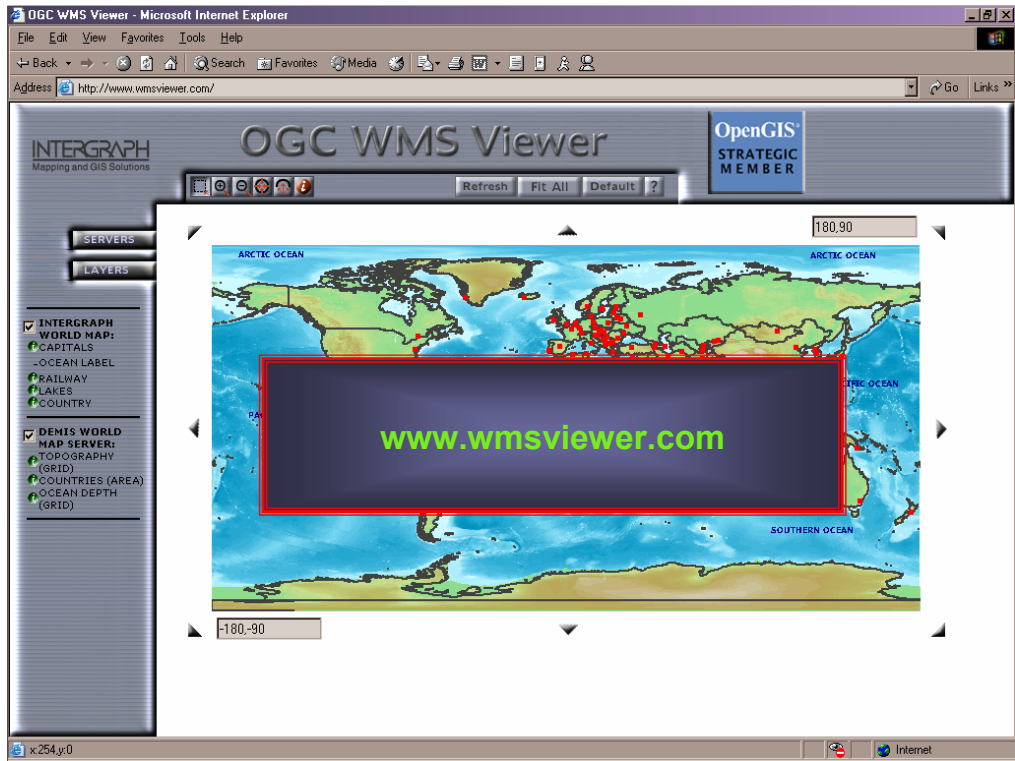 OGC WMS Viewer - Microsoft Internet Explorer
File Edit View Favorites Tools Help
Back Search Favorites Media
Address http://www.wmsviewer.com/ Go Links »
INTERGRAPH
Mapping and GIS Solutions
OGC WMS Viewer
OpenGIS®
STRATEGIC
MEMBER
Refresh Fit All Default ?
SERVERS
LAYERS
180,90
ARCTIC OCEAN ARCTIC OCEAN
INTERGRAPH
WORLD MAP:
CAPITALS
OCEAN LABEL
RAILWAY
LAKES
COUNTRY
DEMIS WORLD
MAP SERVER:
TOPOGRAPHY
(GRID)
COUNTRIES (AREA)
OCEAN DEPTH
(GRID)
PA
IFIC OCEAN
www.wmsviewer.com
SOUTHERN OCEAN
-180,-90
x:254,y:0 Internet